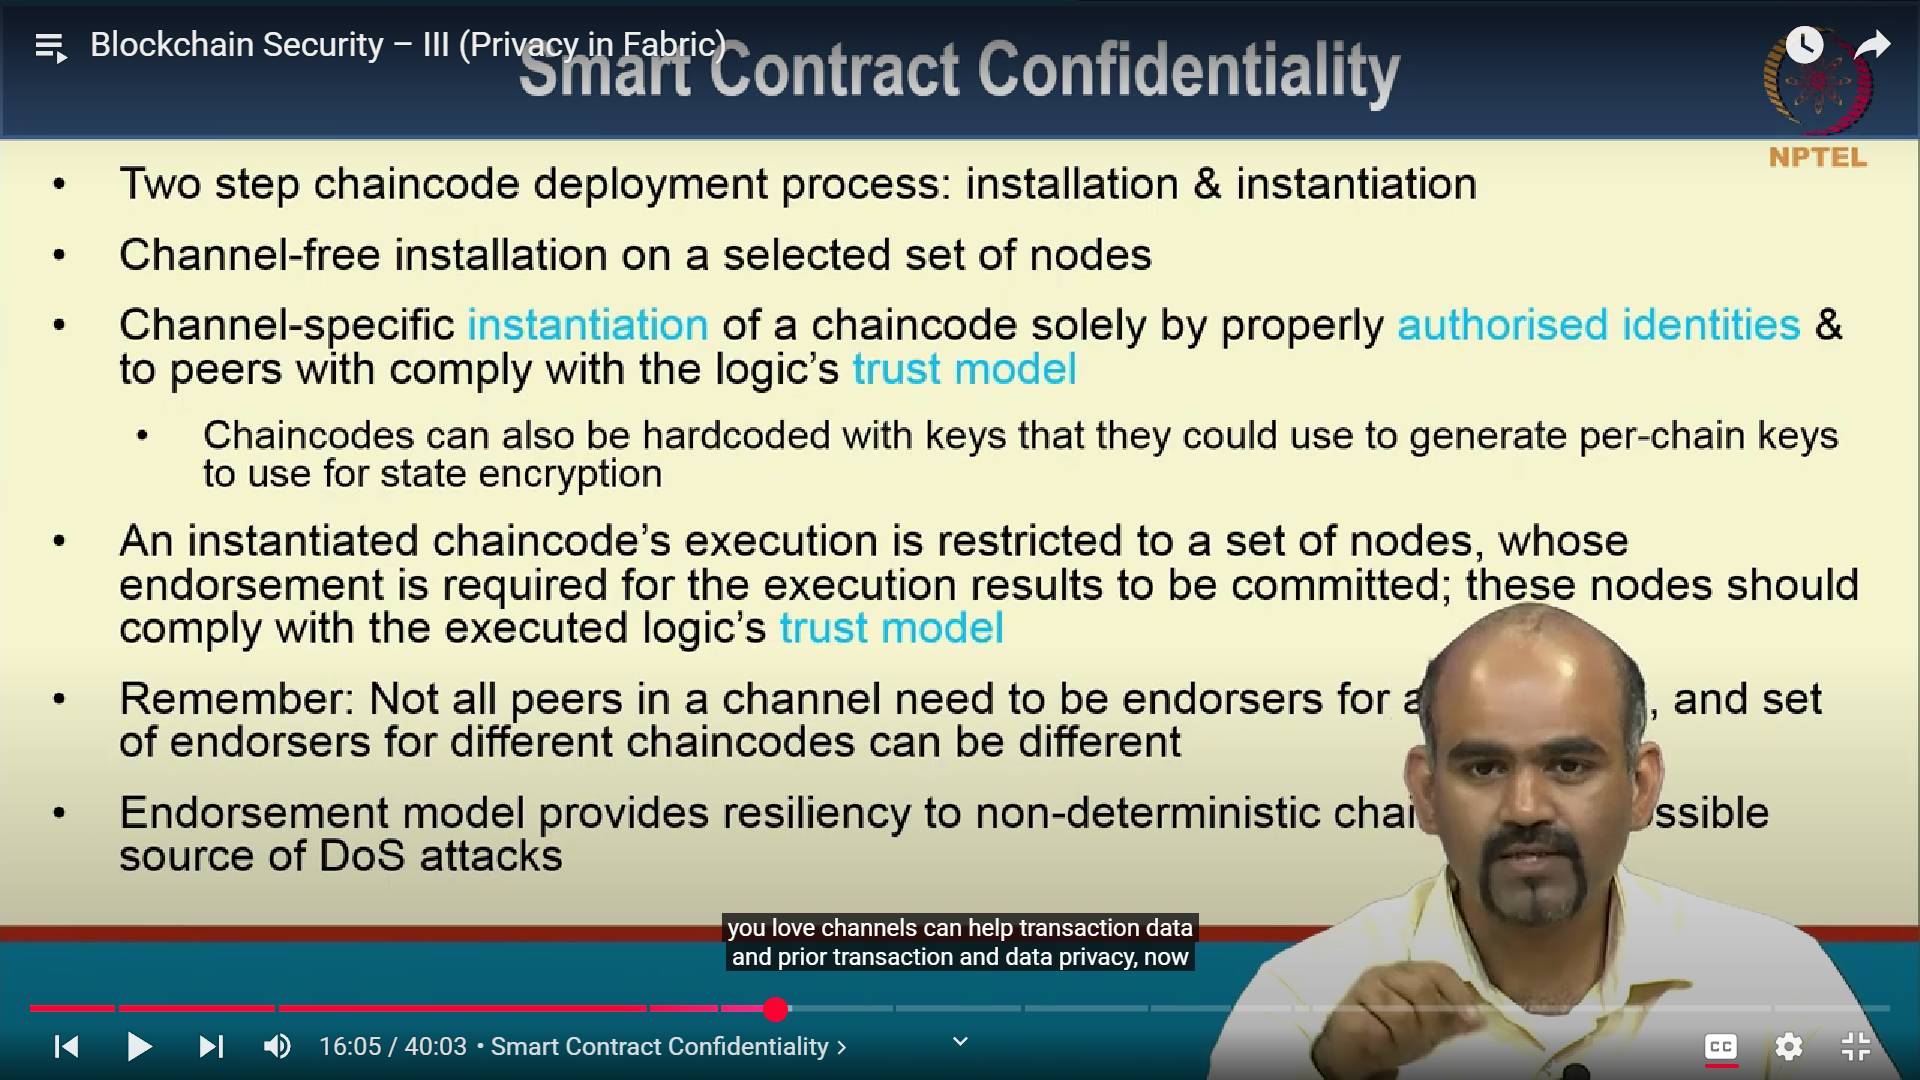 Blockchain Security – III (Privacy in Fabric)
Smart Contract Confidentiality
NPTEL
• Two step chaincode deployment process: installation & instantiation
• Channel-free installation on a selected set of nodes
• Channel-specific instantiation of a chaincode solely by properly authorised identities &
to peers with comply with the logic's trust model
• Chaincodes can also be hardcoded with keys that they could use to generate per-chain keys
to use for state encryption
• An instantiated chaincode's execution is restricted to a set of nodes, whose
endorsement is required for the execution results to be committed; these nodes should
comply with the executed logic's trust model
• Remember: Not all peers in a channel need to be endorsers for , and set
of endorsers for different chaincodes can be different
• Endorsement model provides resiliency to non-deterministic
source of DoS attacks
you love channels can help transaction data
and prior transaction and data privacy, now
16:05 / 40:03 • Smart Contract Confidentiality
CC